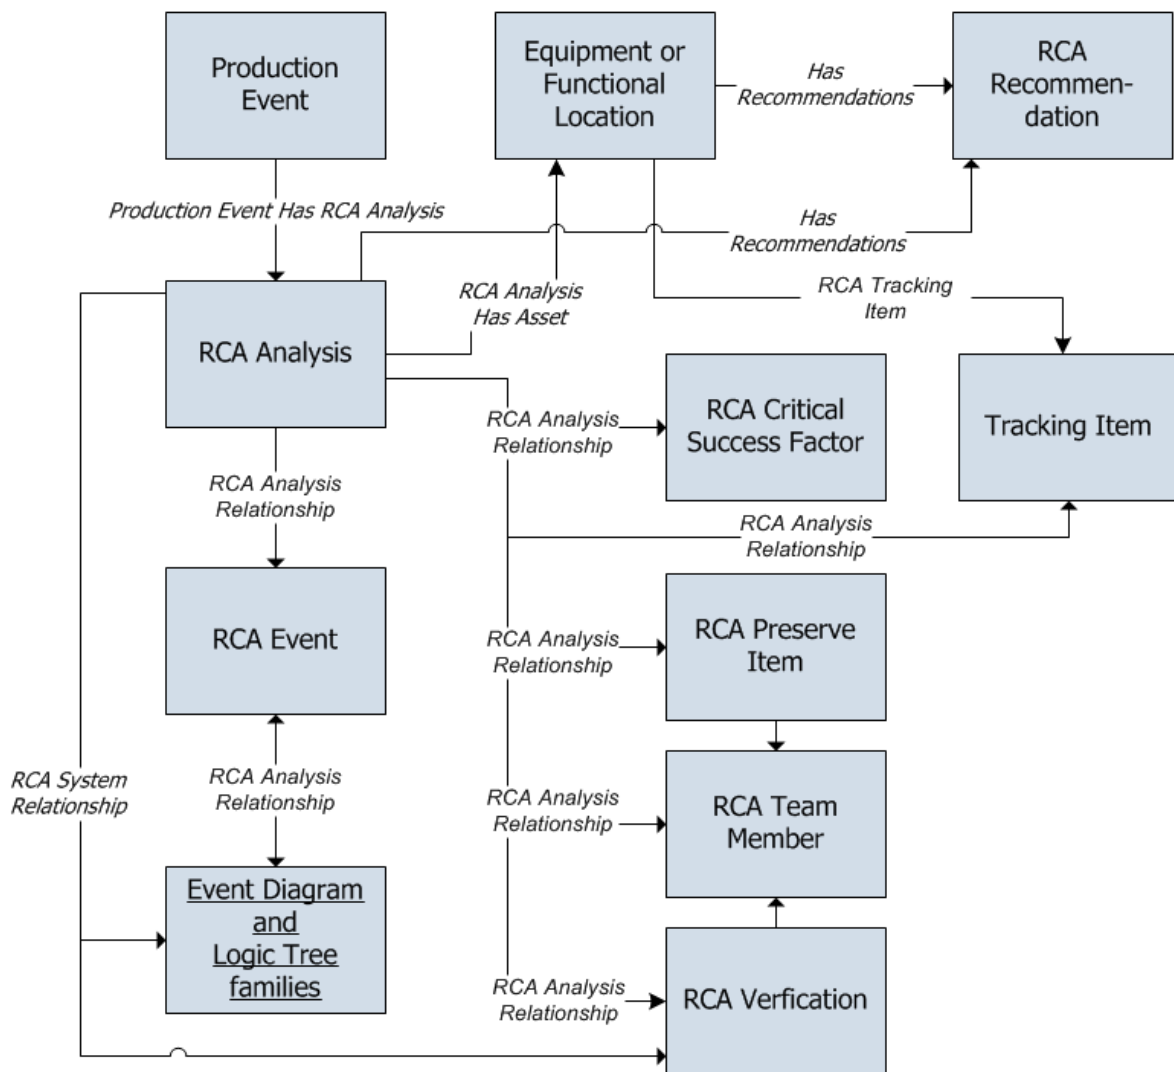 Production
Event
Equipment or
Functional
Location
Has
Recommendations
RCA
Recommen-
dation
Production Event Has RCA Analysis
Has
Recommendations
RCA Analysis
Has Asset
RCA Tracking
Item
RCA Analysis
RCA Analysis
Relationship
RCA Critical
Success Factor
Tracking Item
RCA Analysis
Relationship
RCA Analysis
Relationship
RCA Event
RCA Analysis
Relationship
RCA Preserve
Item
RCA System
Relationship
RCA Analysis
Relationship
RCA Analysis
Relationship
RCA Team
Member
Event Diagram
and
Logic Tree
families
RCA Analysis
Relationship
RCA Verfication